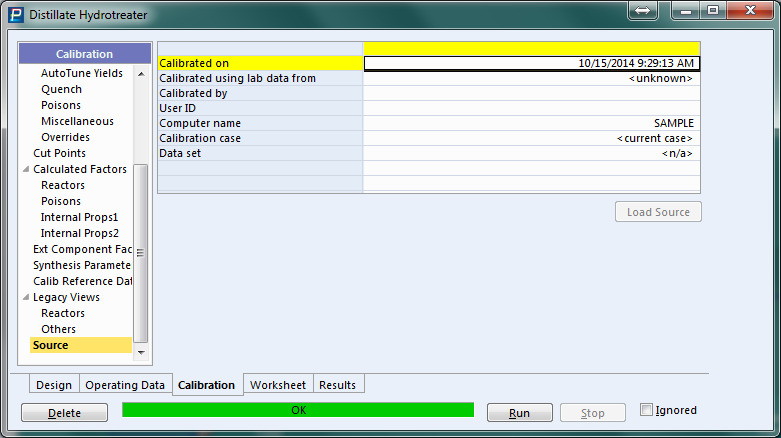 Distillate Hydrotreater
Calibration
AutoTune Yields
Quench
Poisons
Miscellaneous
Overrides
Cut Points
Calculated Factors
Reactors
Poisons
Internal Props1
Internal Props2
Ext Component Fac
Synthesis Paramete
Calib Reference Dat
Legacy Views
Reactors
Others
Source
Calibrated on 10/15/2014 9:29:13 AM
Calibrated using lab data from <unknown>
Calibrated by
User ID
Computer name SAMPLE
Calibration case <current case>
Data set <n/a>
Load Source
Design Operating Data Calibration Worksheet Results
Delete OK Run Stop Ignored